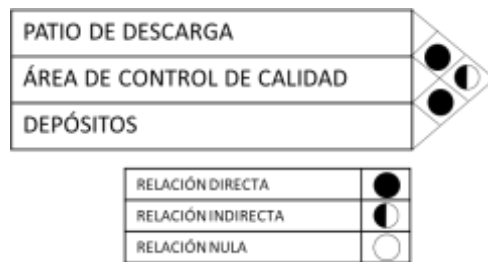 PATIO DE DESCARGA
ÁREA DE CONTROL DE CALIDAD
DEPÓSITOS
RELACIÓN DIRECTA
RELACIÓN INDIRECTA
RELACIÓN NULA